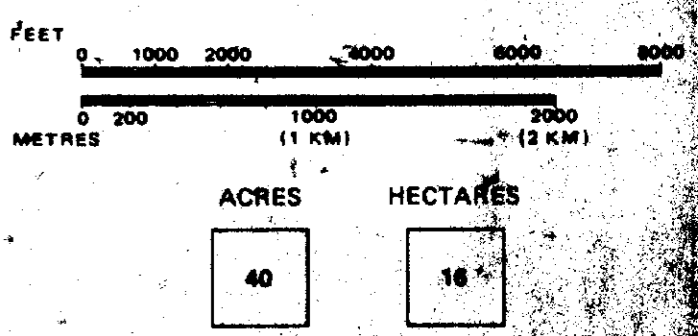 FEET
0 1000 2000 4000 6000 8000
0 200 1000 2000
METRES (1 KM) (2 KM)
ACRES HECTARES
40 16